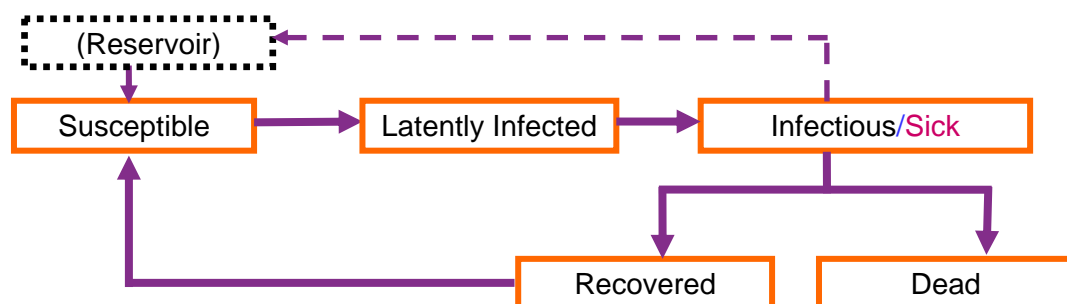 (Reservoir)
Susceptible
Latently Infected
Infectious/Sick
Recovered
Dead